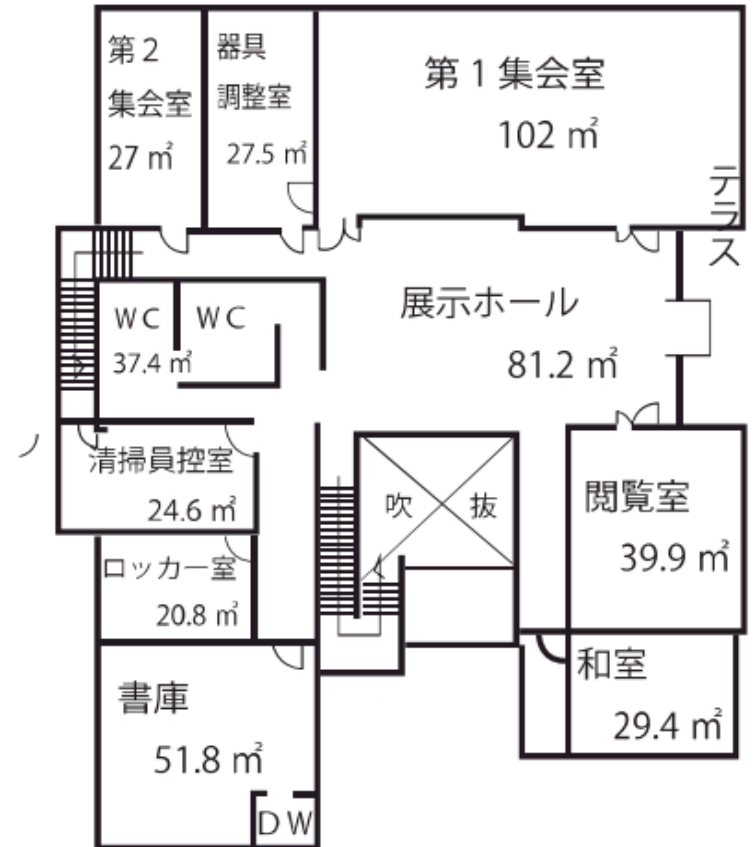 第２
集会室
27 ㎡
器具
調整室
27.5 ㎡
第１集会室
102 ㎡
テラス
展示ホール
81.2 ㎡
ＷＣ
ＷＣ
37.4 ㎡
清掃員控室
24.6 ㎡
吹 抜
閲覧室
39.9 ㎡
ロッカー室
20.8 ㎡
和室
29.4 ㎡
書庫
51.8 ㎡
ＤＷ